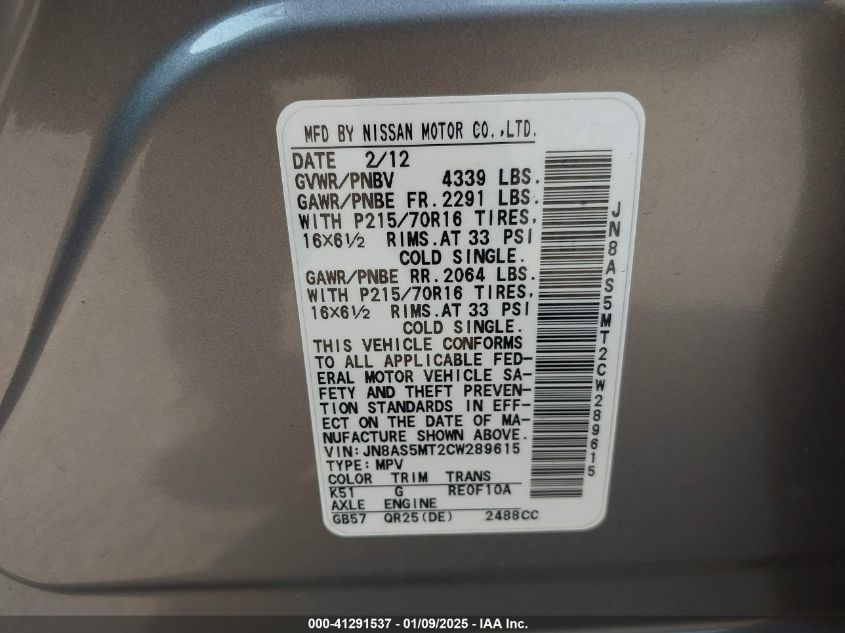 MFD BY NISSAN MOTOR CO.,LTD.
DATE 2/12
GVWR/PNBV 4339 LBS.
GAWR/PNBE FR.2291 LBS.
WITH P215/70R16 TIRES,
16×6½ RIMS.AT 33 PSI
COLD SINGLE.
GAWR/PNBE RR.2064 LBS.
WITH P215/70R16 TIRES,
16×6½ RIMS.AT 33 PSI
COLD SINGLE.
THIS VEHICLE CONFORMS
TO ALL APPLICABLE FED-
ERAL MOTOR VEHICLE SA-
FETY AND THEFT PREVEN-
TION STANDARDS IN EFF-
ECT ON THE DATE OF MA-
NUFACTURE SHOWN ABOVE.
VIN:JN8AS5MT2CW289615
TYPE:MPV
COLOR TRIM TRANS
K51 G RE0F10A
AXLE ENGINE
GB57 QR25(DE) 2488CC
JN8AS5MT2CW289615
000-41291537 - 01/09/2025 - IAA Inc.